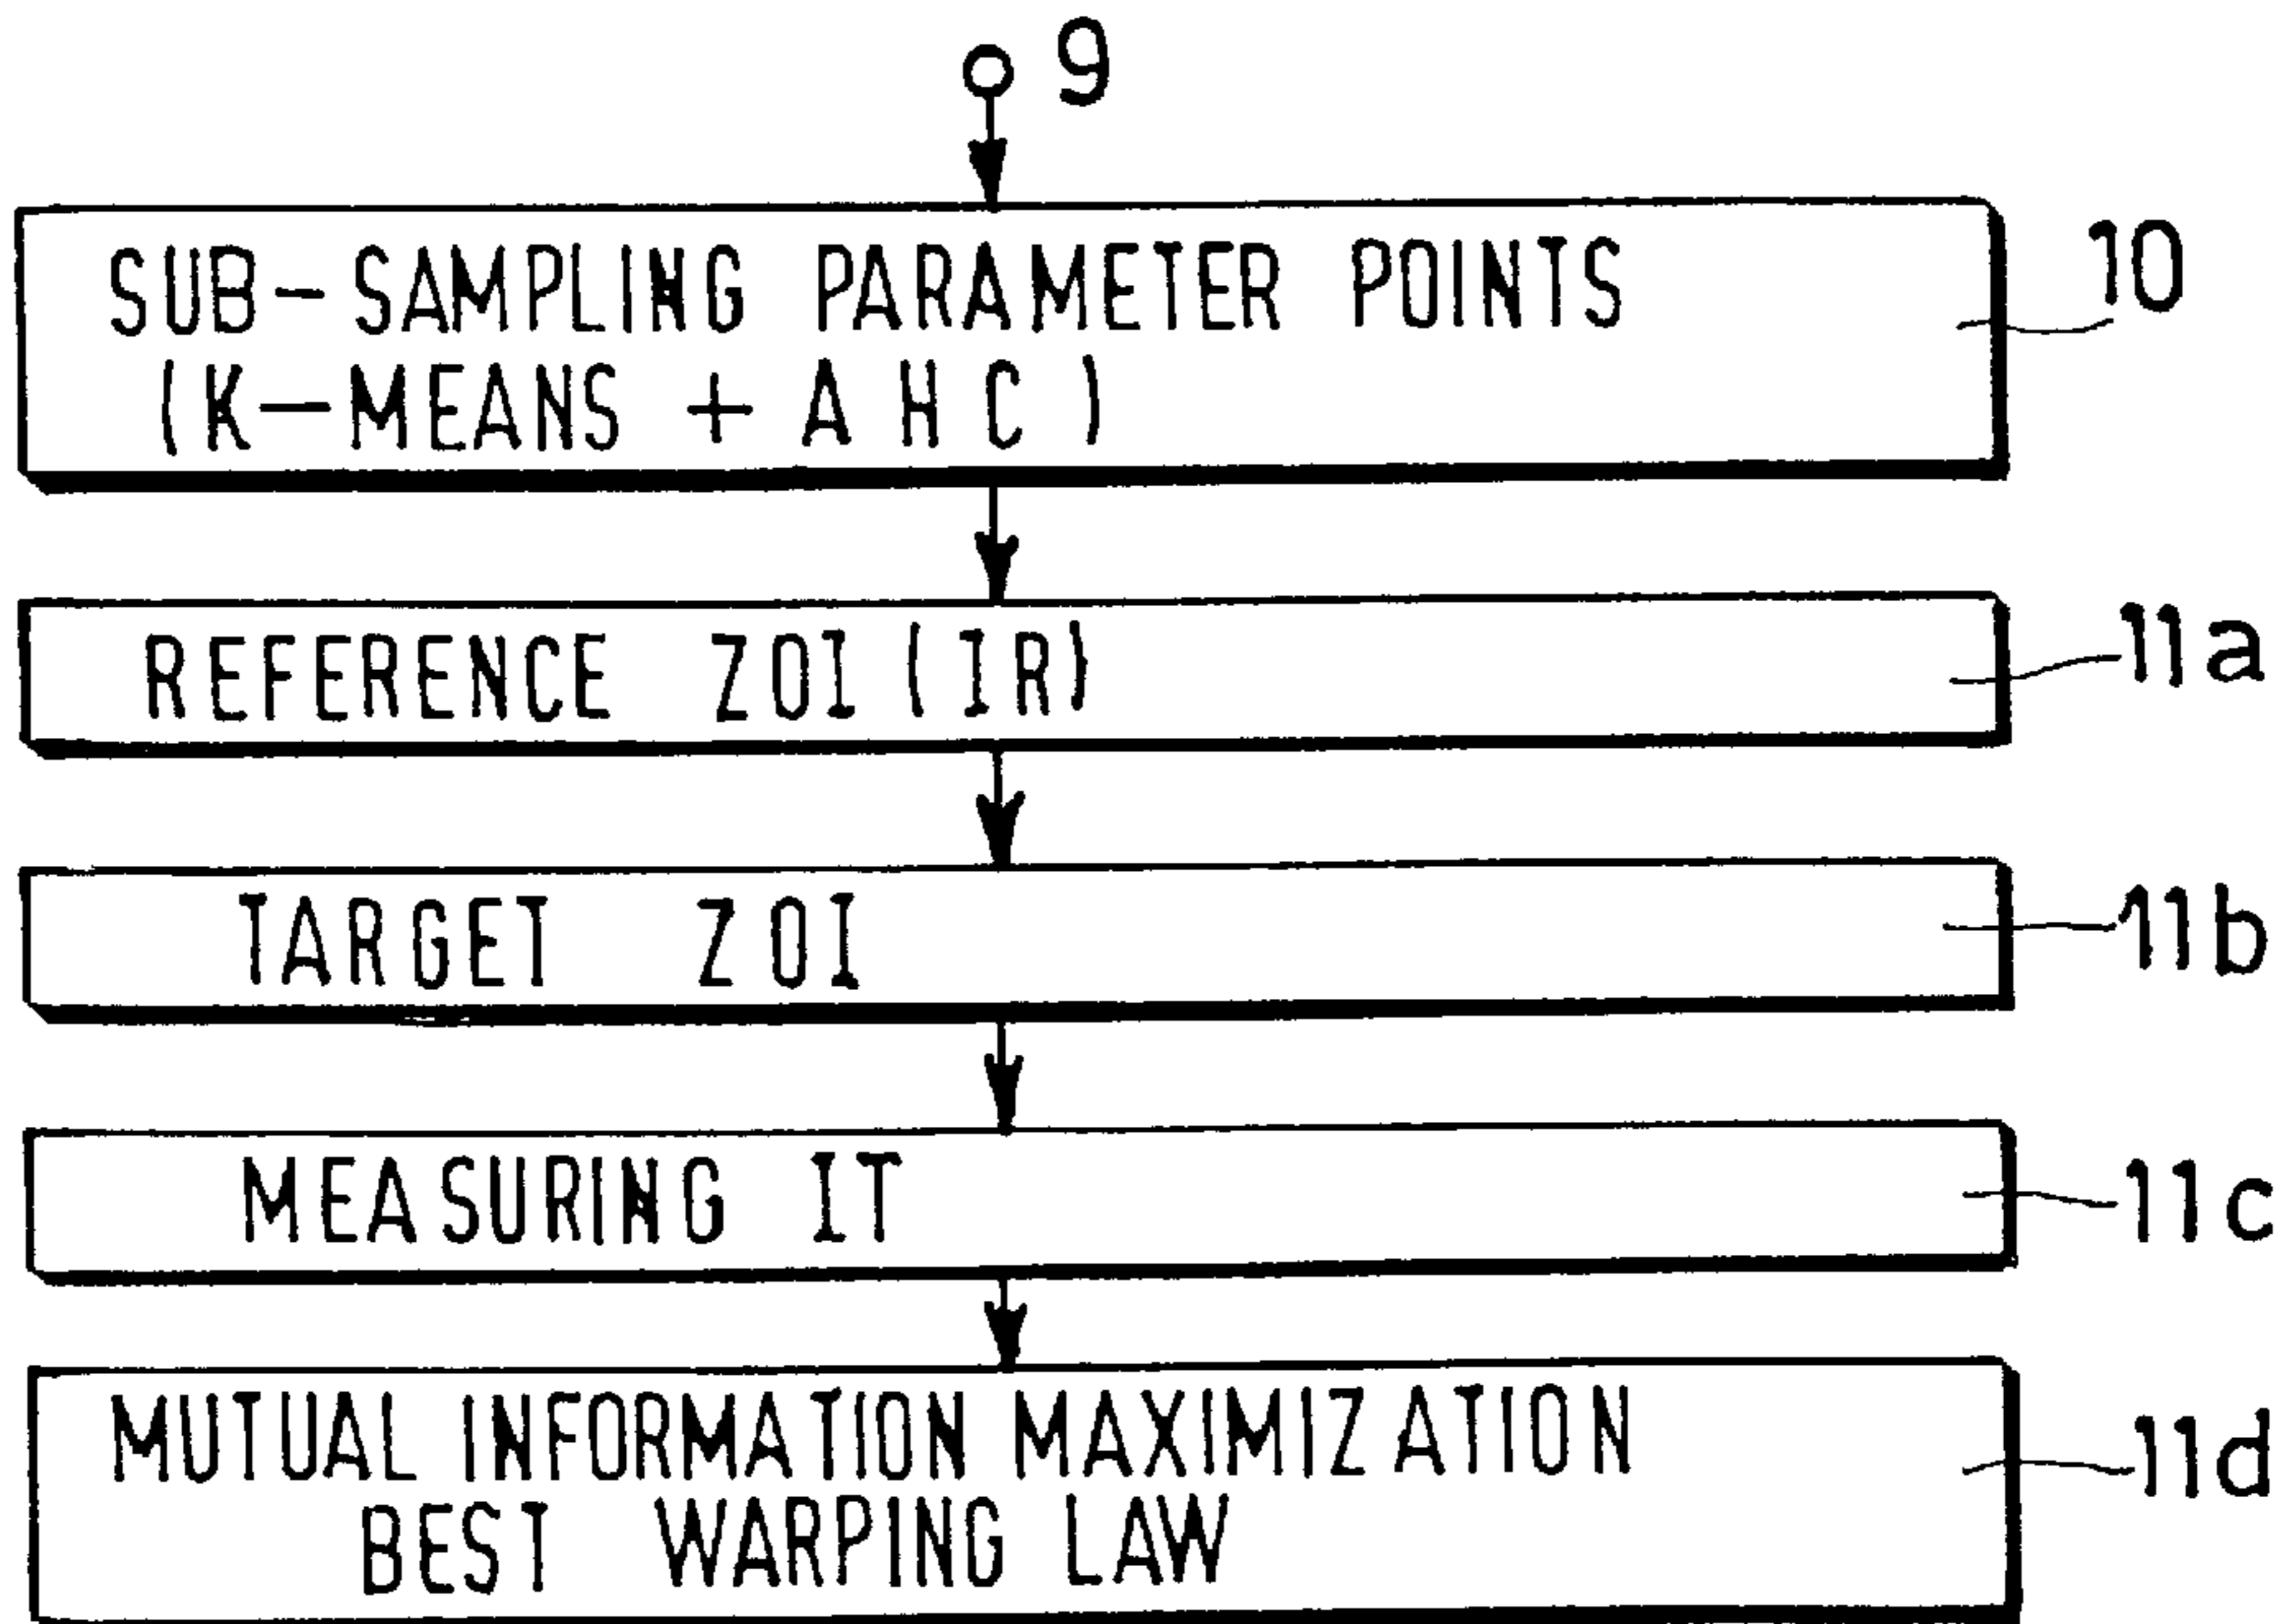 9
SUB-SAMPLING PARAMETER POINTS
(K-MEANS + AHC)
10
REFERENCE ZOI (IR)
11a
TARGET ZOI
11b
MEASURING IT
11c
MUTUAL INFORMATION MAXIMIZATION
BEST WARPING LAW
11d